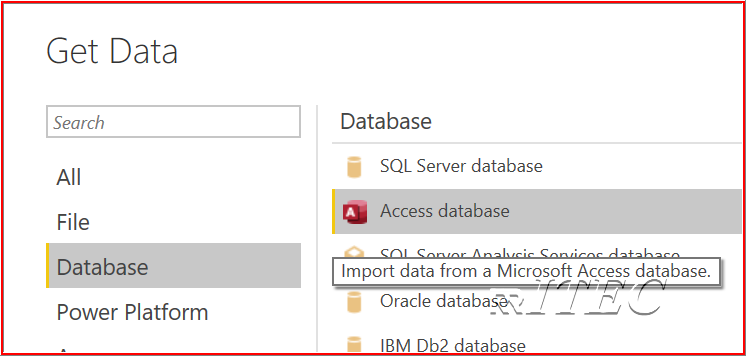 Get Data
Search
All
File
Database
Power Platform
Database
SQL Server database
Access database
SQL Server Analysis Services database
Import data from a Microsoft Access database.
Oracle database
IBM Db2 database